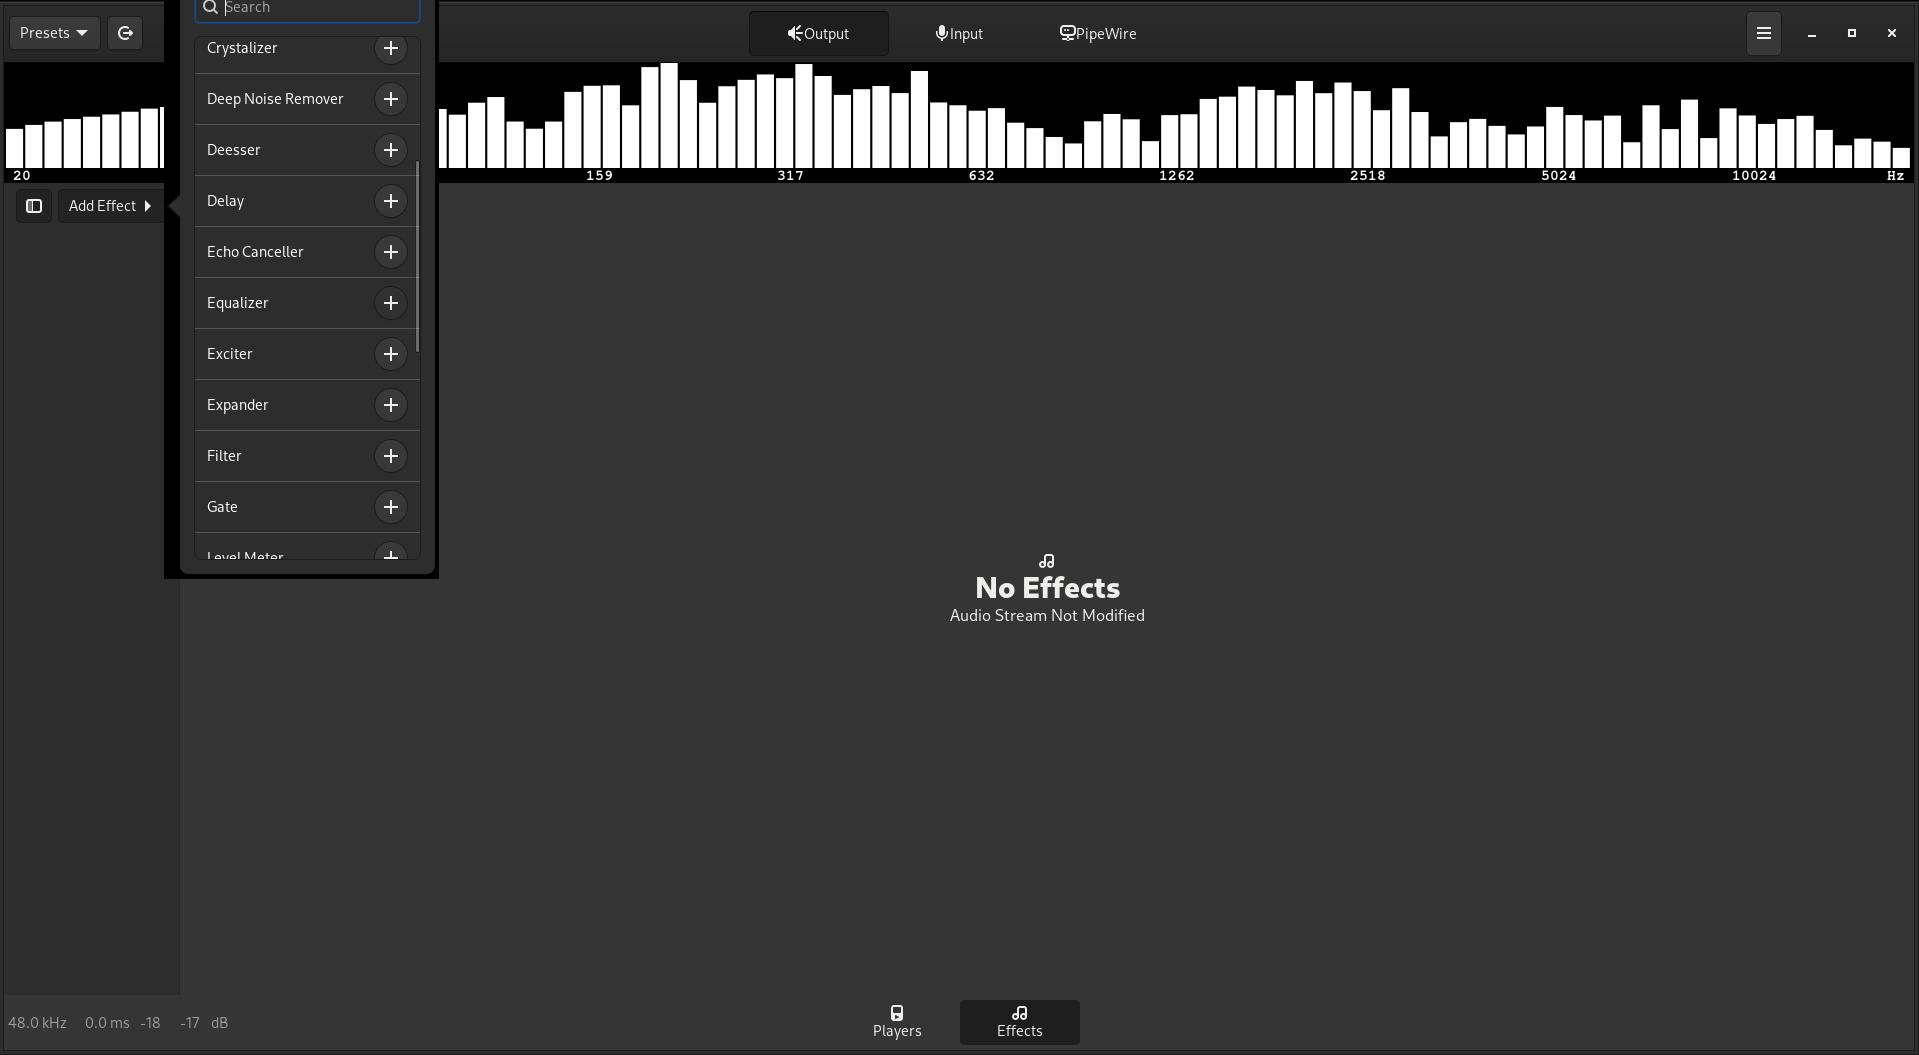 Search
Presets
Output
Input
PipeWire
Crystalizer
Deep Noise Remover
Deesser
20
159
317
632
1262
2518
5024
10024
Hz
Add Effect
Delay
Echo Canceller
Equalizer
Exciter
Expander
Filter
Gate
Level Meter
No Effects
Audio Stream Not Modified
48.0 kHz 0.0 ms -18 -17 dB
Players
Effects